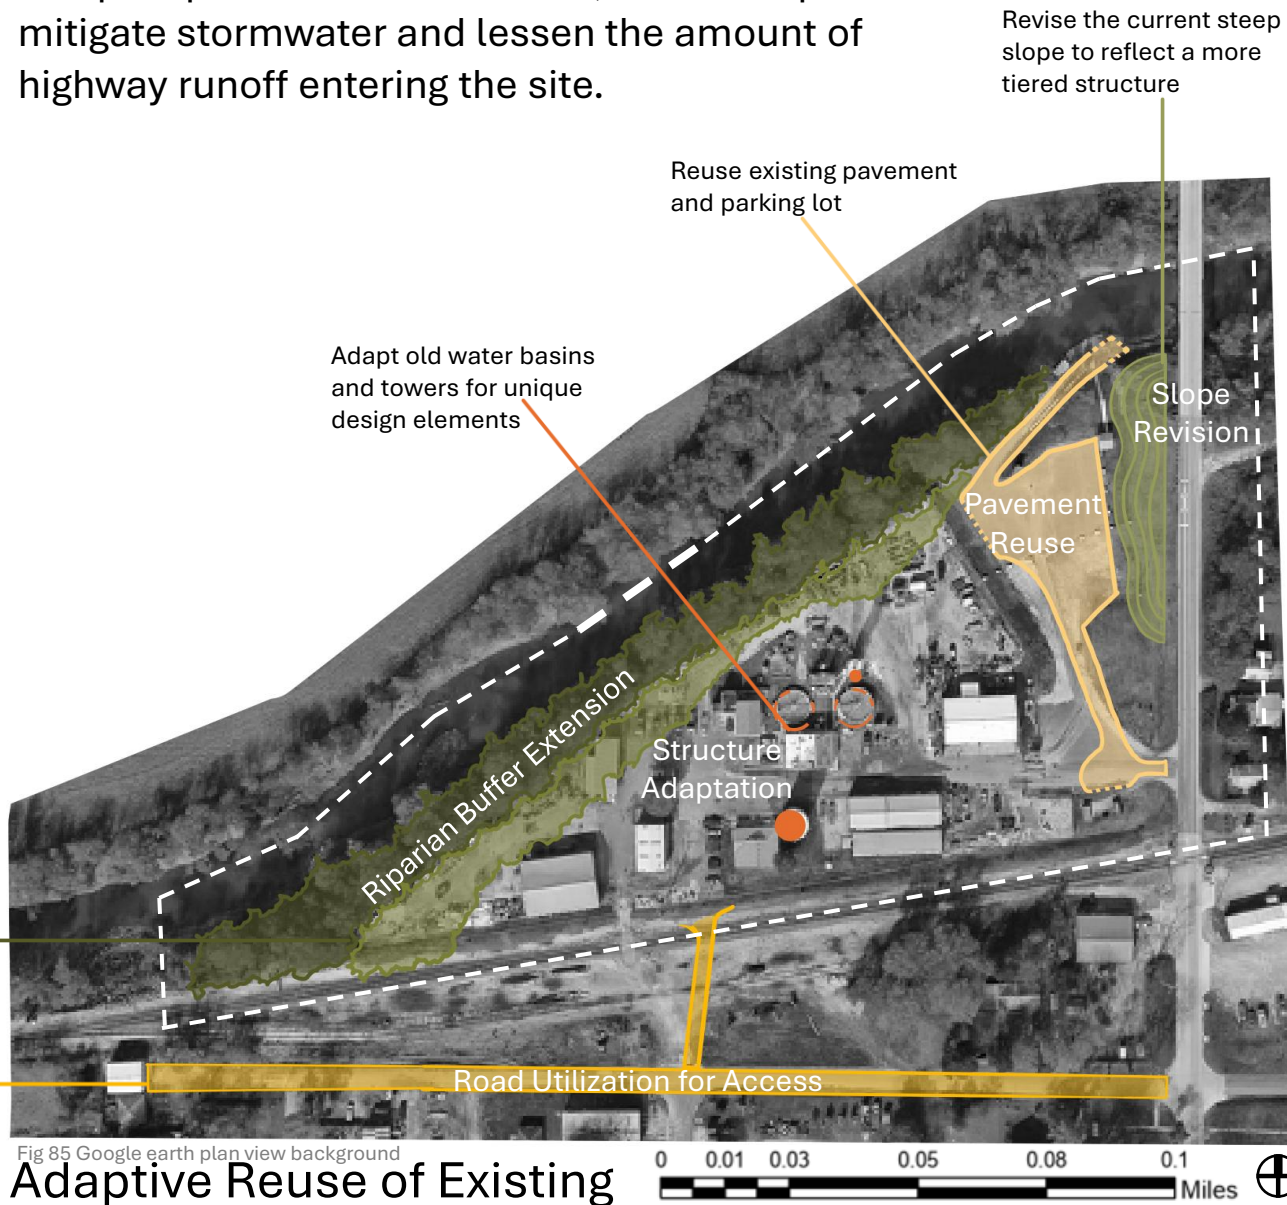 mitigate stormwater and lessen the amount of
highway runoff entering the site.
Revise the current steep
slope to reflect a more
tiered structure
Reuse existing pavement
and parking lot
Adapt old water basins
and towers for unique
design elements
Slope
Revision
Pavement
Reuse
Riparian Buffer Extension
Structure
Adaptation
Road Utilization for Access
Fig 85 Google earth plan view background
Adaptive Reuse of Existing
0 0.01 0.03 0.05 0.08 0.1
Miles